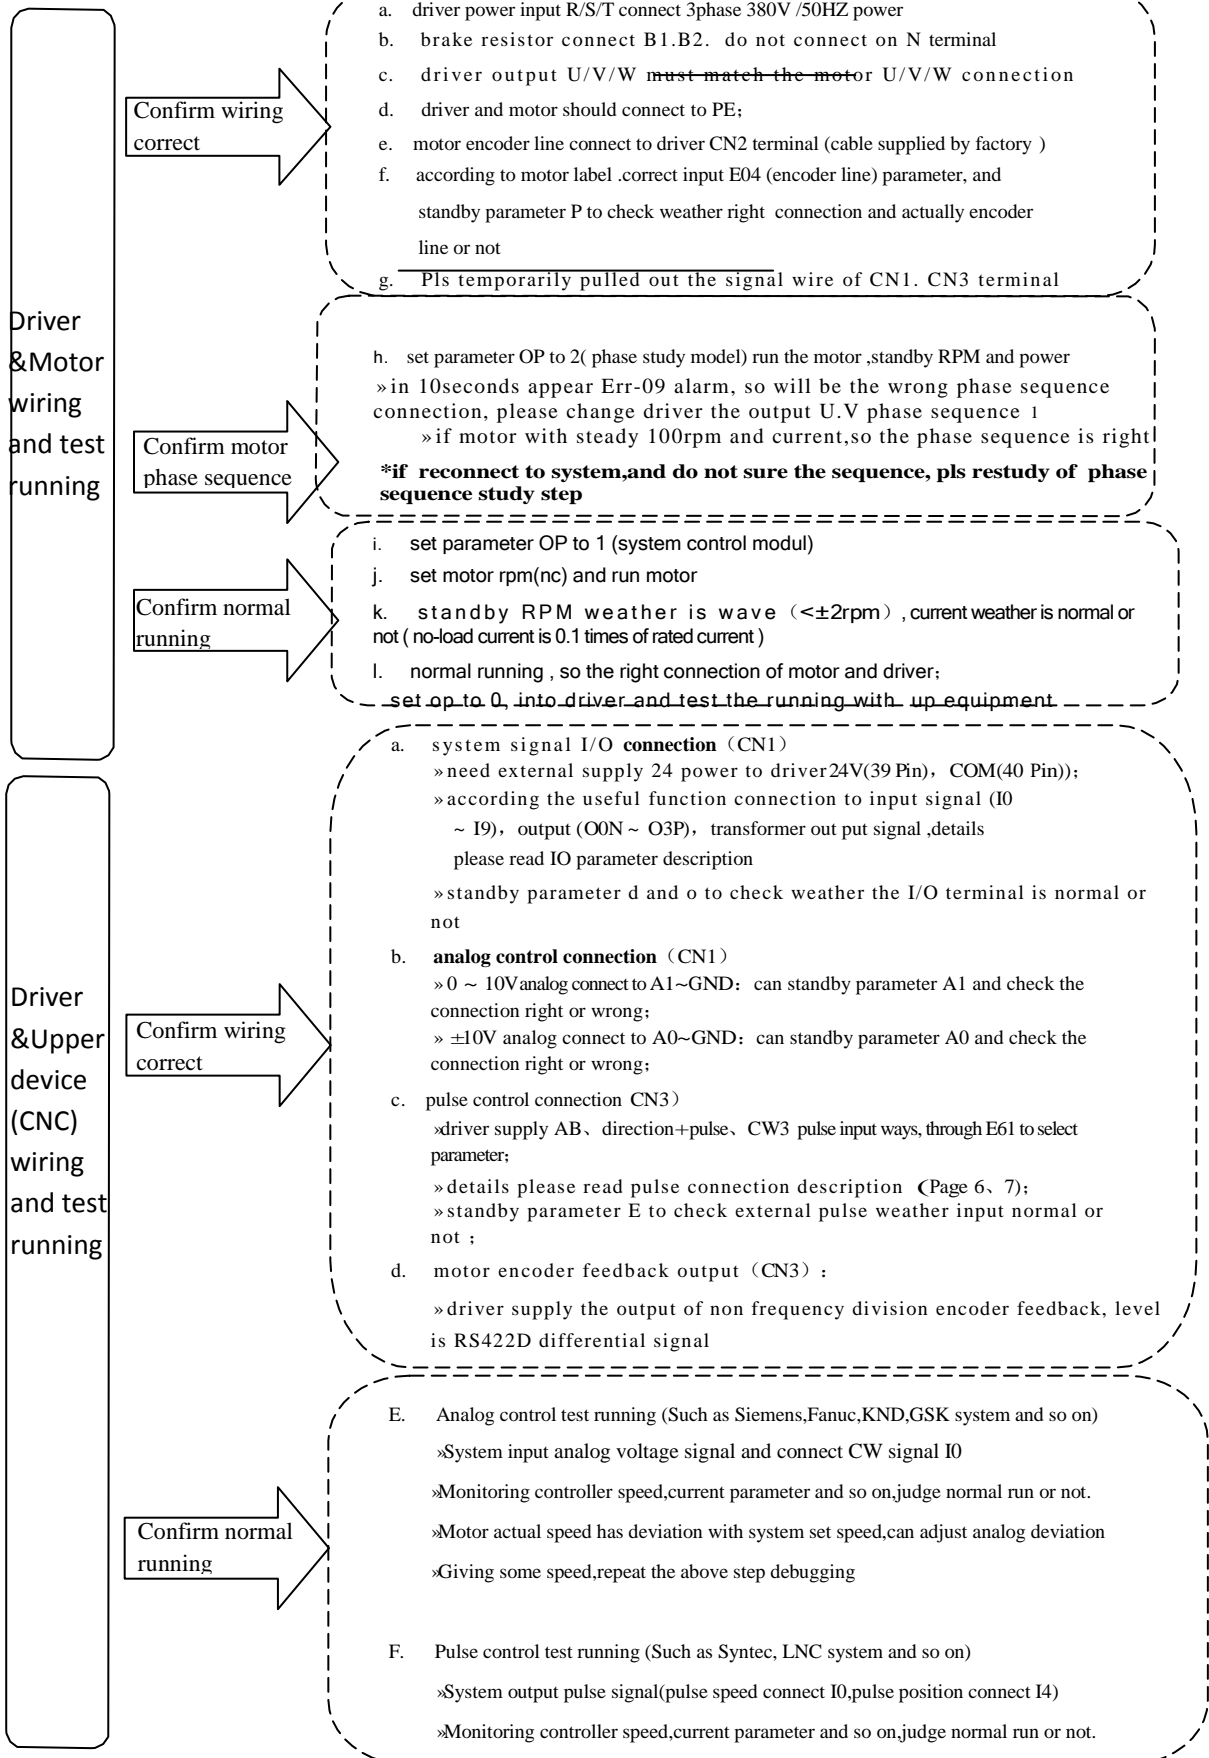 Driver
&Motor
wiring
and test
running
Confirm wiring
correct
a. driver power input R/S/T connect 3phase 380V /50HZ power
b. brake resistor connect B1.B2. do not connect on N terminal
c. driver output U/V/W must match the motor U/V/W connection
d. driver and motor should connect to PE；
e. motor encoder line connect to driver CN2 terminal (cable supplied by factory )
f. according to motor label .correct input E04 (encoder line) parameter, and
standby parameter P to check weather right connection and actually encoder
line or not
g. Pls temporarily pulled out the signal wire of CN1. CN3 terminal
Confirm motor
phase sequence
h. set parameter OP to 2( phase study model) run the motor ,standby RPM and power
»in 10seconds appear Err-09 alarm, so will be the wrong phase sequence
connection, please change driver the output U.V phase sequence 1
»if motor with steady 100rpm and current,so the phase sequence is right
*if reconnect to system,and do not sure the sequence, pls restudy of phase
sequence study step
Confirm normal
running
i. set parameter OP to 1 (system control modul)
j. set motor rpm(nc) and run motor
k. standby RPM weather is wave（<±2rpm）, current weather is normal or
not ( no-load current is 0.1 times of rated current )
l. normal running , so the right connection of motor and driver；
set op to 0, into driver and test the running with up equipment
Driver
&Upper
device
(CNC)
wiring
and test
running
Confirm wiring
correct
a. system signal I/O connection（CN1）
»need external supply 24 power to driver24V(39 Pin)，COM(40 Pin))；
»according the useful function connection to input signal (I0
~ I9)，output (O0N ~ O3P)，transformer out put signal ,details
please read IO parameter description
»standby parameter d and o to check weather the I/O terminal is normal or
not
b. analog control connection（CN1）
»0 ~ 10Vanalog connect to A1~GND：can standby parameter A1 and check the
connection right or wrong；
» ±10V analog connect to A0~GND：can standby parameter A0 and check the
connection right or wrong；
c. pulse control connection CN3）
»driver supply AB、direction+pulse、CW3 pulse input ways, through E61 to select
parameter；
»details please read pulse connection description (Page 6、7)；
»standby parameter E to check external pulse weather input normal or
not ；
d. motor encoder feedback output（CN3）：
»driver supply the output of non frequency division encoder feedback, level
is RS422D differential signal
Confirm normal
running
E. Analog control test running (Such as Siemens,Fanuc,KND,GSK system and so on)
»System input analog voltage signal and connect CW signal I0
»Monitoring controller speed,current parameter and so on,judge normal run or not.
»Motor actual speed has deviation with system set speed,can adjust analog deviation
»Giving some speed,repeat the above step debugging
F. Pulse control test running (Such as Syntec, LNC system and so on)
»System output pulse signal(pulse speed connect I0,pulse position connect I4)
»Monitoring controller speed,current parameter and so on,judge normal run or not.